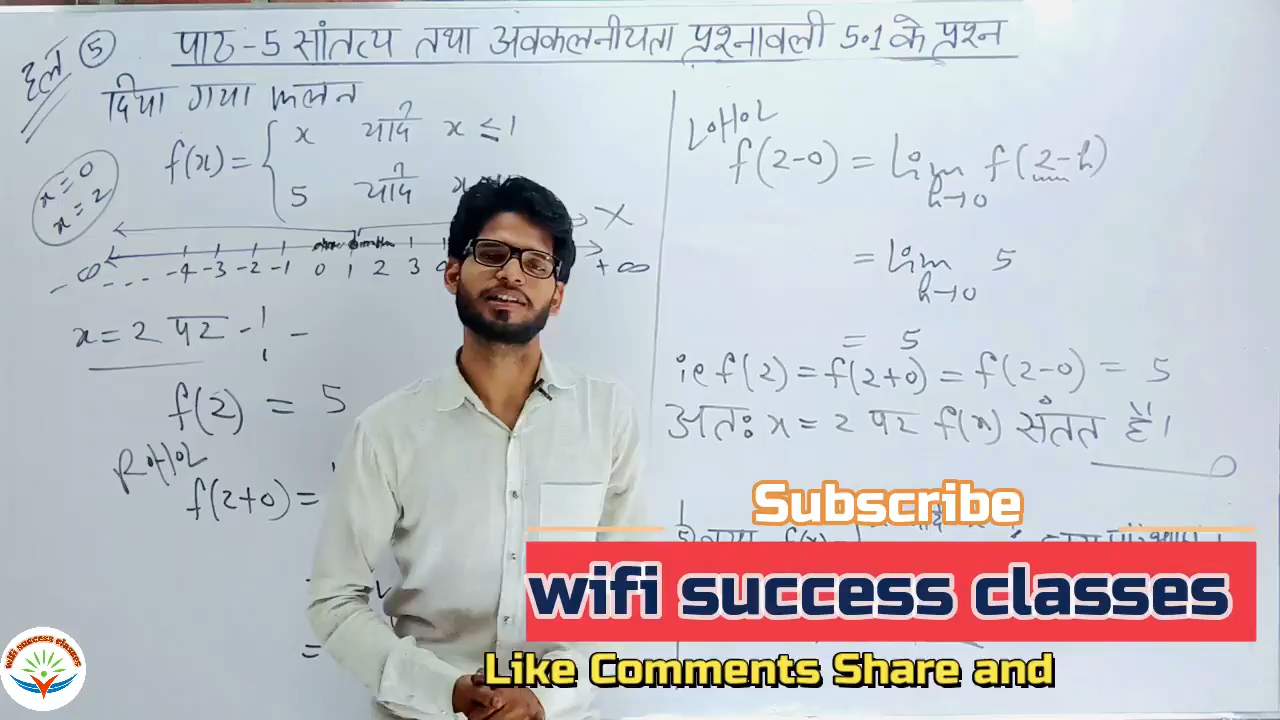 हल (5) पाठ-5 सांतत्य तथा अवकलनीयता प्रश्नावली 5.1 के प्रश्न
दिया गया फलन
f(x) = { x यदि x ≤ 1
5 यदि x
x=0
x=2
X
-∞ - - - -4 -3 -2 -1 0 1 2 3 +∞
x = 2 पर -! -
f(2) = 5
R.H.L
f(2+0) =
=
L.H.L
f(2-0) = lim f(2-h)
h→0
= lim 5
h→0
= 5
ie f(2) = f(2+0) = f(2-0) = 5
अतः x = 2 पर f(x) संतत है।
Subscribe
wifi success classes
Like Comments Share and
wifi success classes